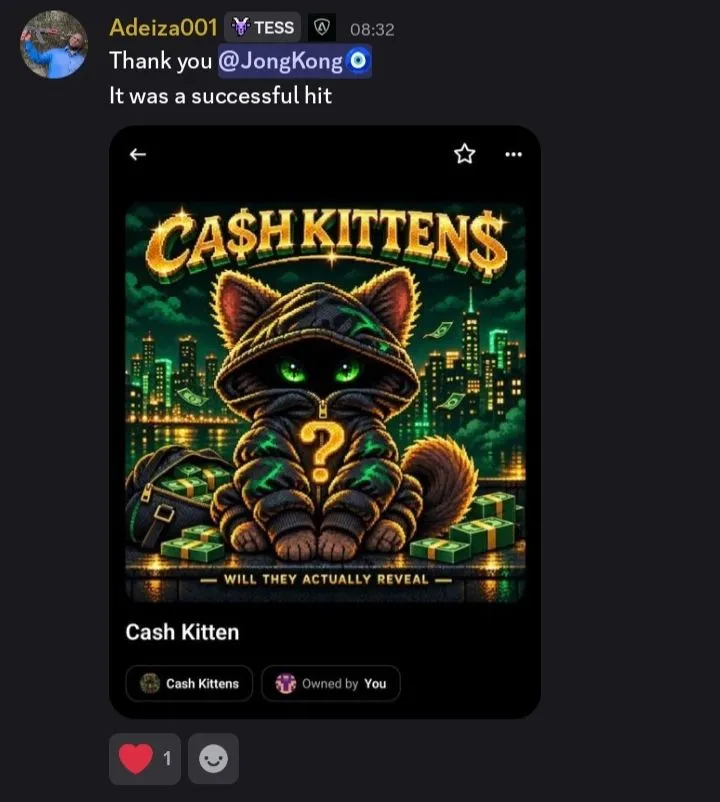 Adeiza001 TESS 08:32
Thank you @JongKong🧿
It was a successful hit
CA$H KITTEN$
?
— WILL THEY ACTUALLY REVEAL —
Cash Kitten
Cash Kittens Owned by You
1